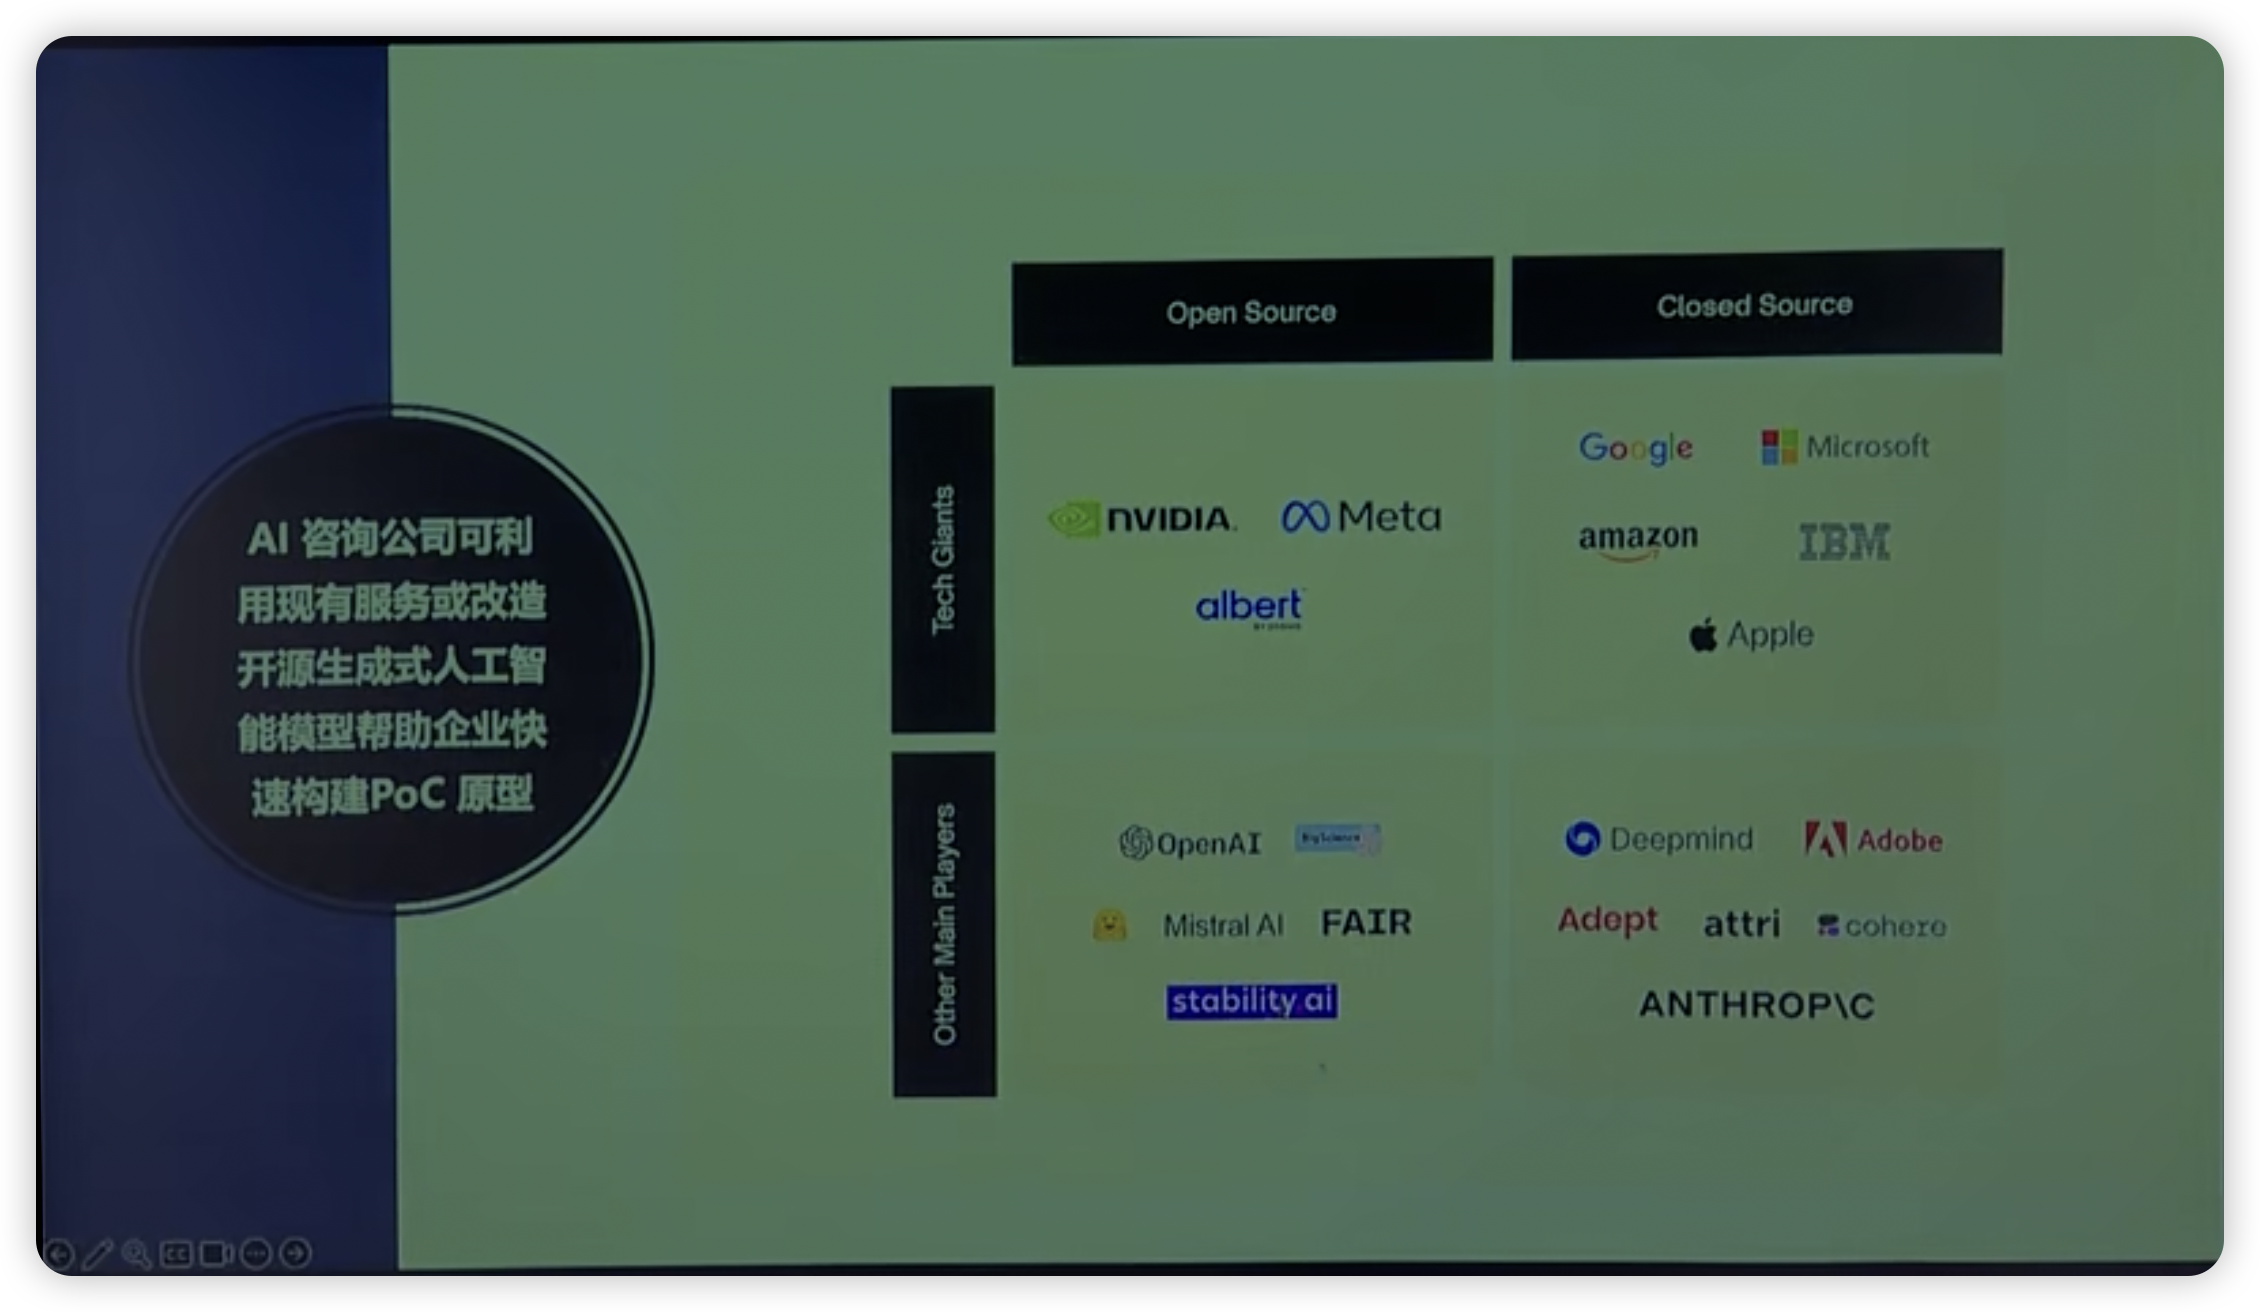 Open Source
Closed Source
AI 咨询公司可利
用现有服务或改造
开源生成式人工智
能模型帮助企业快
速构建PoC 原型
Tech Giants
NVIDIA.
Meta
albert
Google
Microsoft
amazon
IBM
Apple
Other Main Players
OpenAI
BigScience
Mistral AI
FAIR
stability.ai
Deepmind
Adobe
Adept
attri
cohere
ANTHROP\C
CC